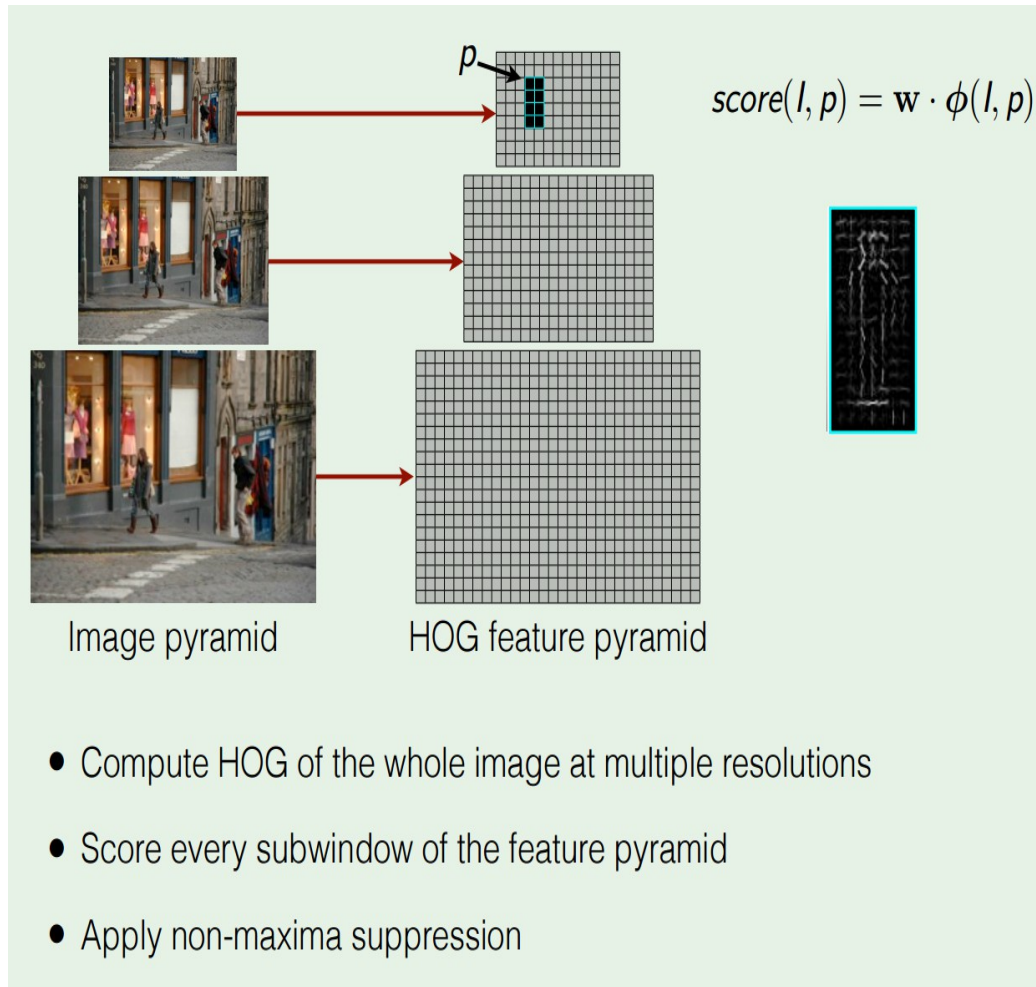 p
score(I, p) = w · ϕ(I, p)
Image pyramid
HOG feature pyramid
• Compute HOG of the whole image at multiple resolutions
• Score every subwindow of the feature pyramid
• Apply non-maxima suppression